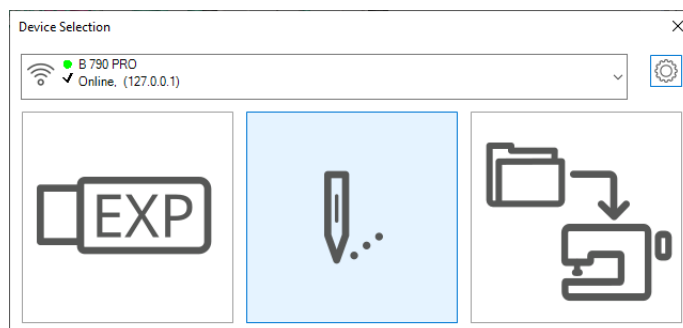 Device Selection
B 790 PRO
Online, (127.0.0.1)
EXP